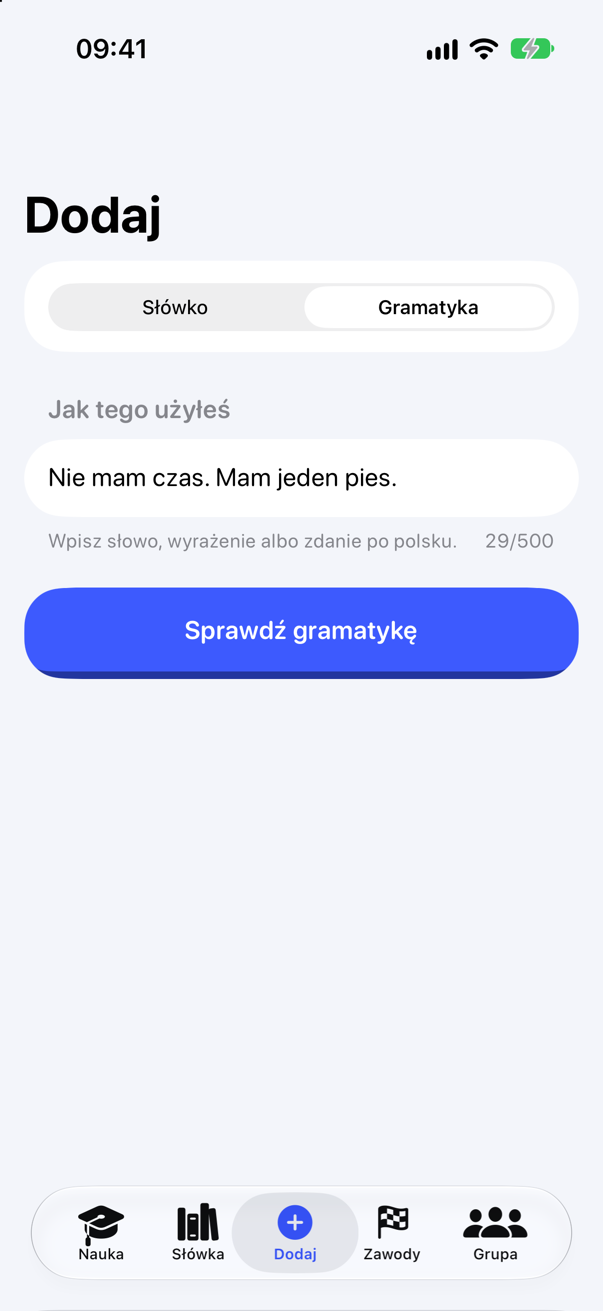 09:41
Dodaj
Słówko Gramatyka
Jak tego użyłeś
Nie mam czas. Mam jeden pies.
Wpisz słowo, wyrażenie albo zdanie po polsku. 29/500
Sprawdź gramatykę
Nauka Słówka Dodaj Zawody Grupa